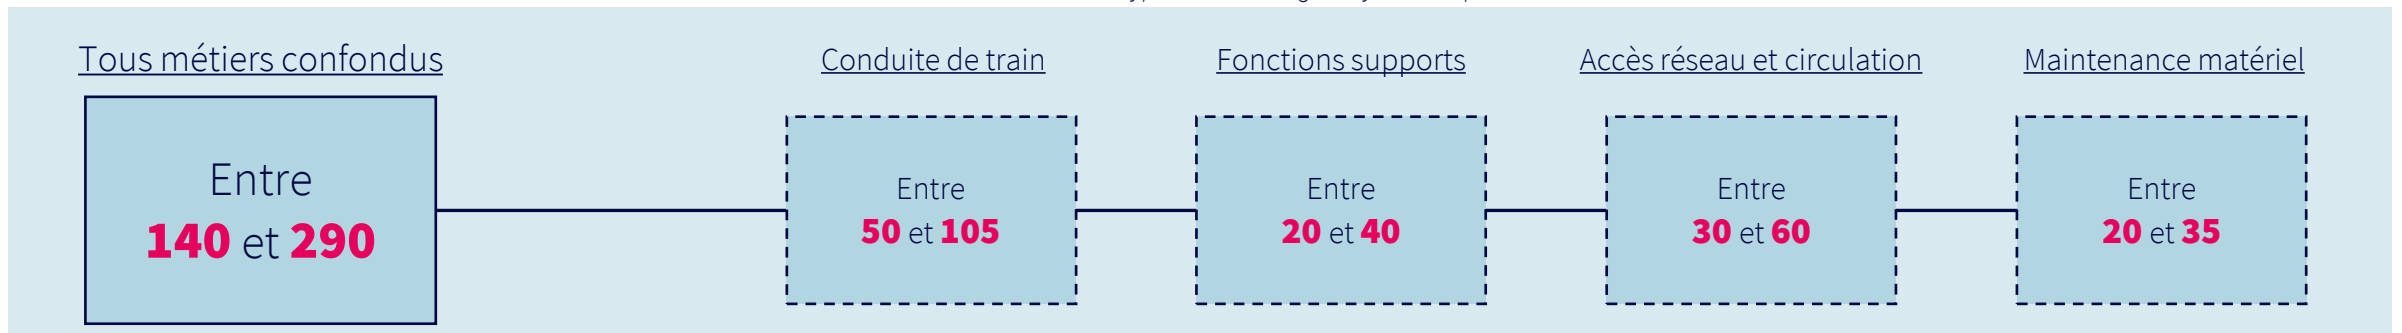 Tous métiers confondus
Entre
140 et 290
Conduite de train
Entre
50 et 105
Fonctions supports
Entre
20 et 40
Accès réseau et circulation
Entre
30 et 60
Maintenance matériel
Entre
20 et 35